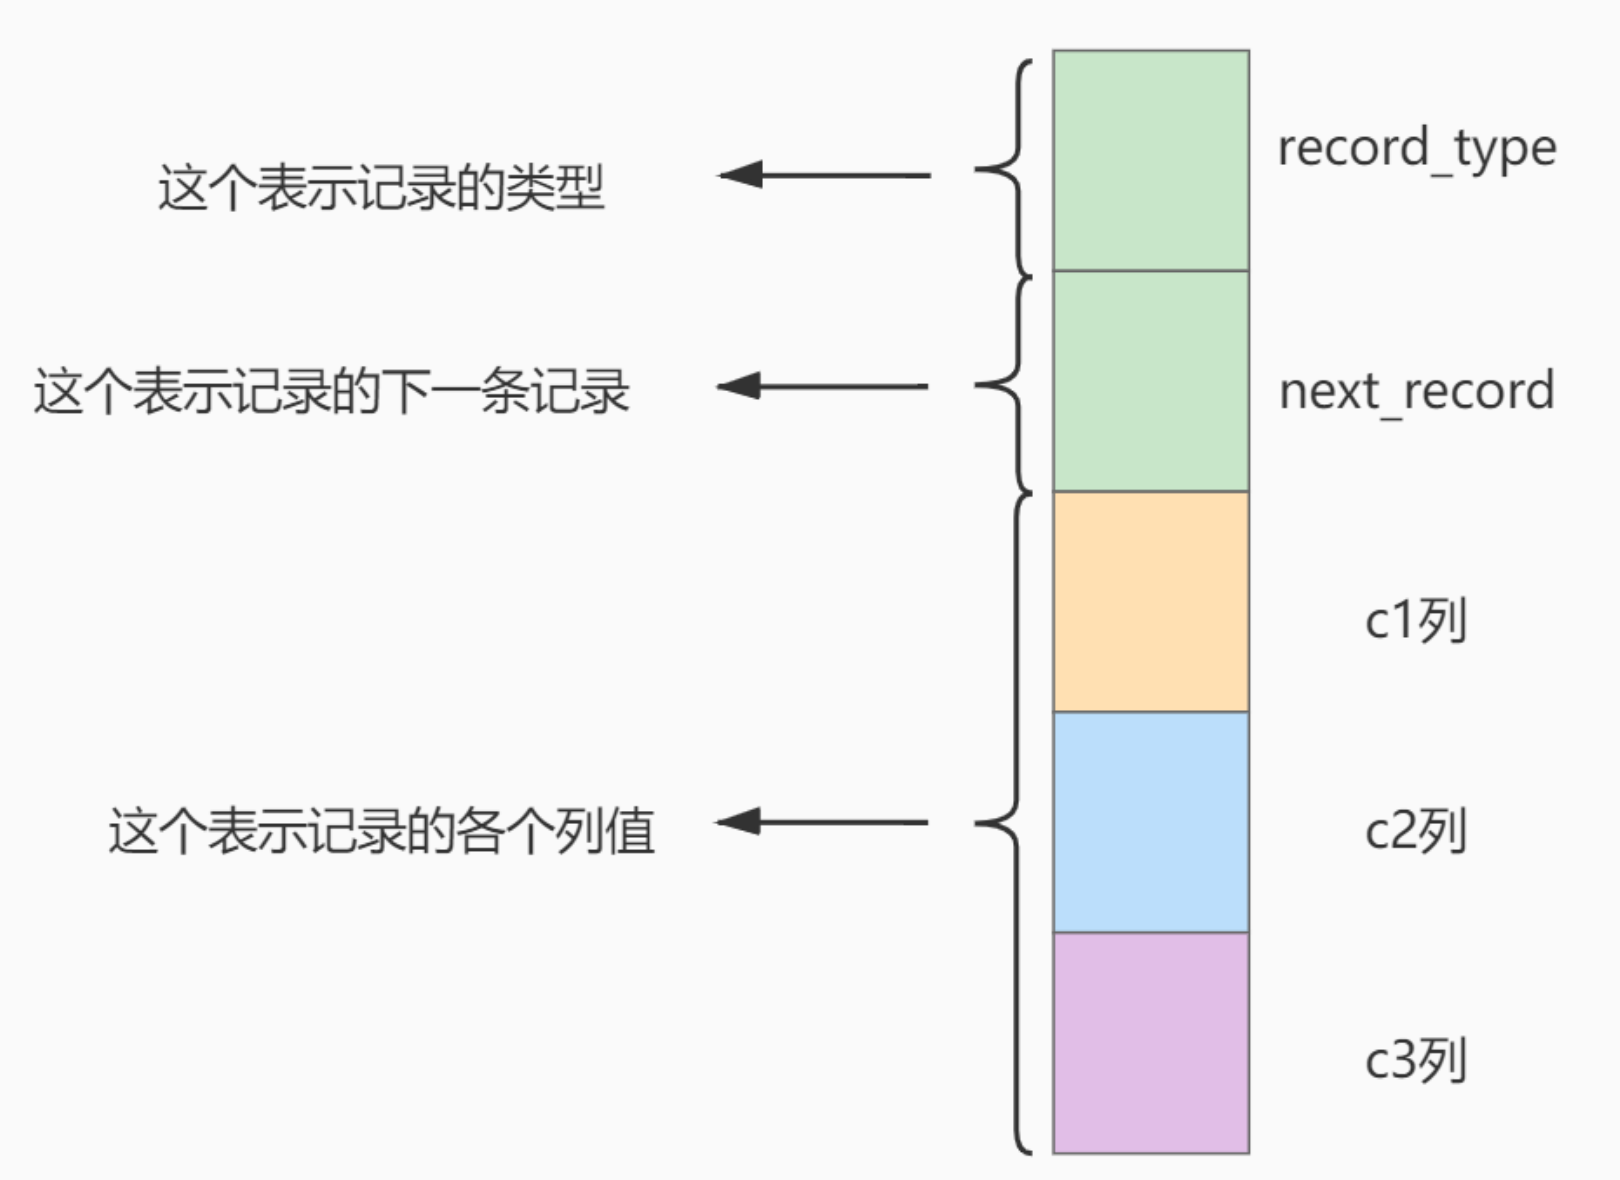 record_type
这个表示记录的类型
这个表示记录的下一条记录
next_record
c1列
这个表示记录的各个列值
c2列
c3列